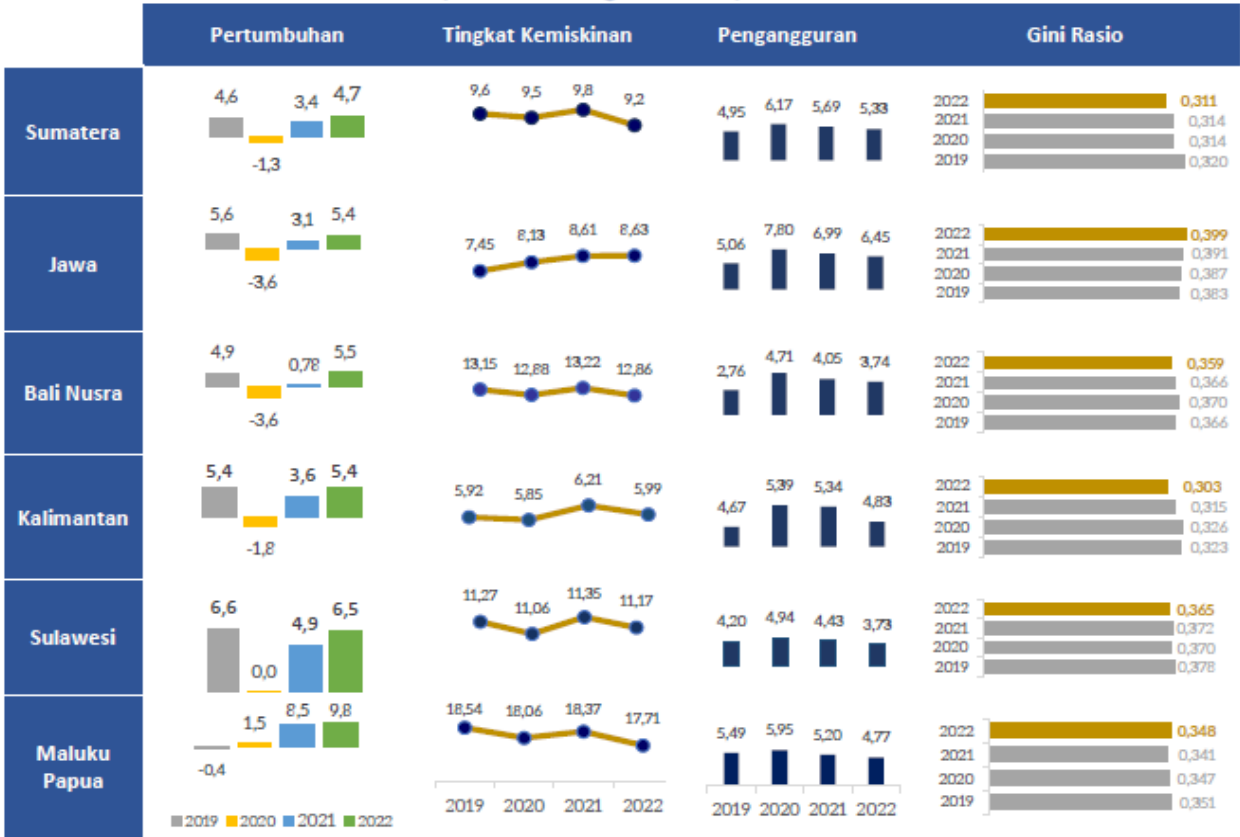 Pertumbuhan Tingkat Kemiskinan Pengangguran Gini Rasio
Sumatera
4,6 -1,3 3,4 4,7
9,6 9,5 9,8 9,2
4,95 6,17 5,69 5,33
2022 0,311
2021 0,314
2020 0,314
2019 0,320
Jawa
5,6 -3,6 3,1 5,4
7,45 8,13 8,61 8,63
5,06 7,80 6,99 6,45
2022 0,399
2021 0,391
2020 0,387
2019 0,383
Bali Nusra
4,9 -3,6 0,78 5,5
13,15 12,88 13,22 12,86
2,76 4,71 4,05 3,74
2022 0,359
2021 0,366
2020 0,370
2019 0,366
Kalimantan
5,4 -1,8 3,6 5,4
5,92 5,85 6,21 5,99
4,67 5,39 5,34 4,83
2022 0,303
2021 0,315
2020 0,326
2019 0,323
Sulawesi
6,6 0,0 4,9 6,5
11,27 11,06 11,35 11,17
4,20 4,94 4,43 3,73
2022 0,365
2021 0,372
2020 0,370
2019 0,378
Maluku
Papua
-0,4 1,5 8,5 9,8
18,54 18,06 18,37 17,71
5,49 5,95 5,20 4,77
2022 0,348
2021 0,341
2020 0,347
2019 0,351
2019 2020 2021 2022
2019 2020 2021 2022
2019 2020 2021 2022